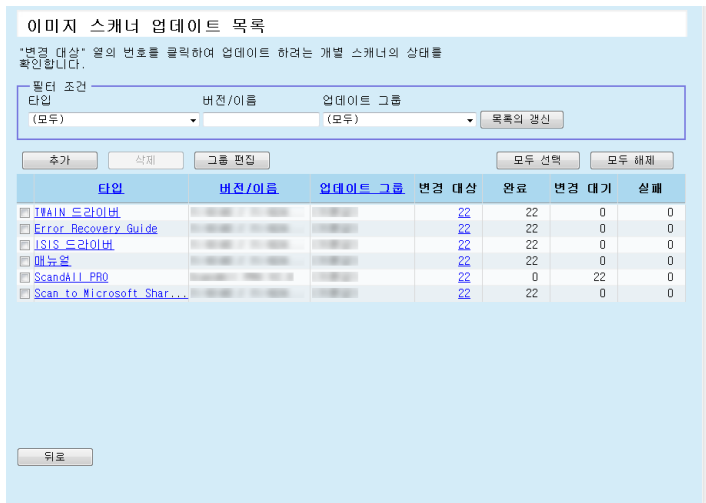 이미지 스캐너 업데이트 목록
"변경 대상" 열의 번호를 클릭하여 업데이트 하려는 개별 스캐너의 상태를
확인합니다.
필터 조건
타입 버전/이름 업데이트 그룹
(모두) (모두) 목록의 갱신
추가 삭제 그룹 편집 모두 선택 모두 해제
타입 버전/이름 업데이트 그룹 변경 대상 완료 변경 대기 실패
TWAIN 드라이버 22 22 0 0
Error Recovery Guide 22 22 0 0
ISIS 드라이버 22 22 0 0
매뉴얼 22 22 0 0
ScandAll PRO 22 0 22 0
Scan to Microsoft Shar... 22 22 0 0
뒤로